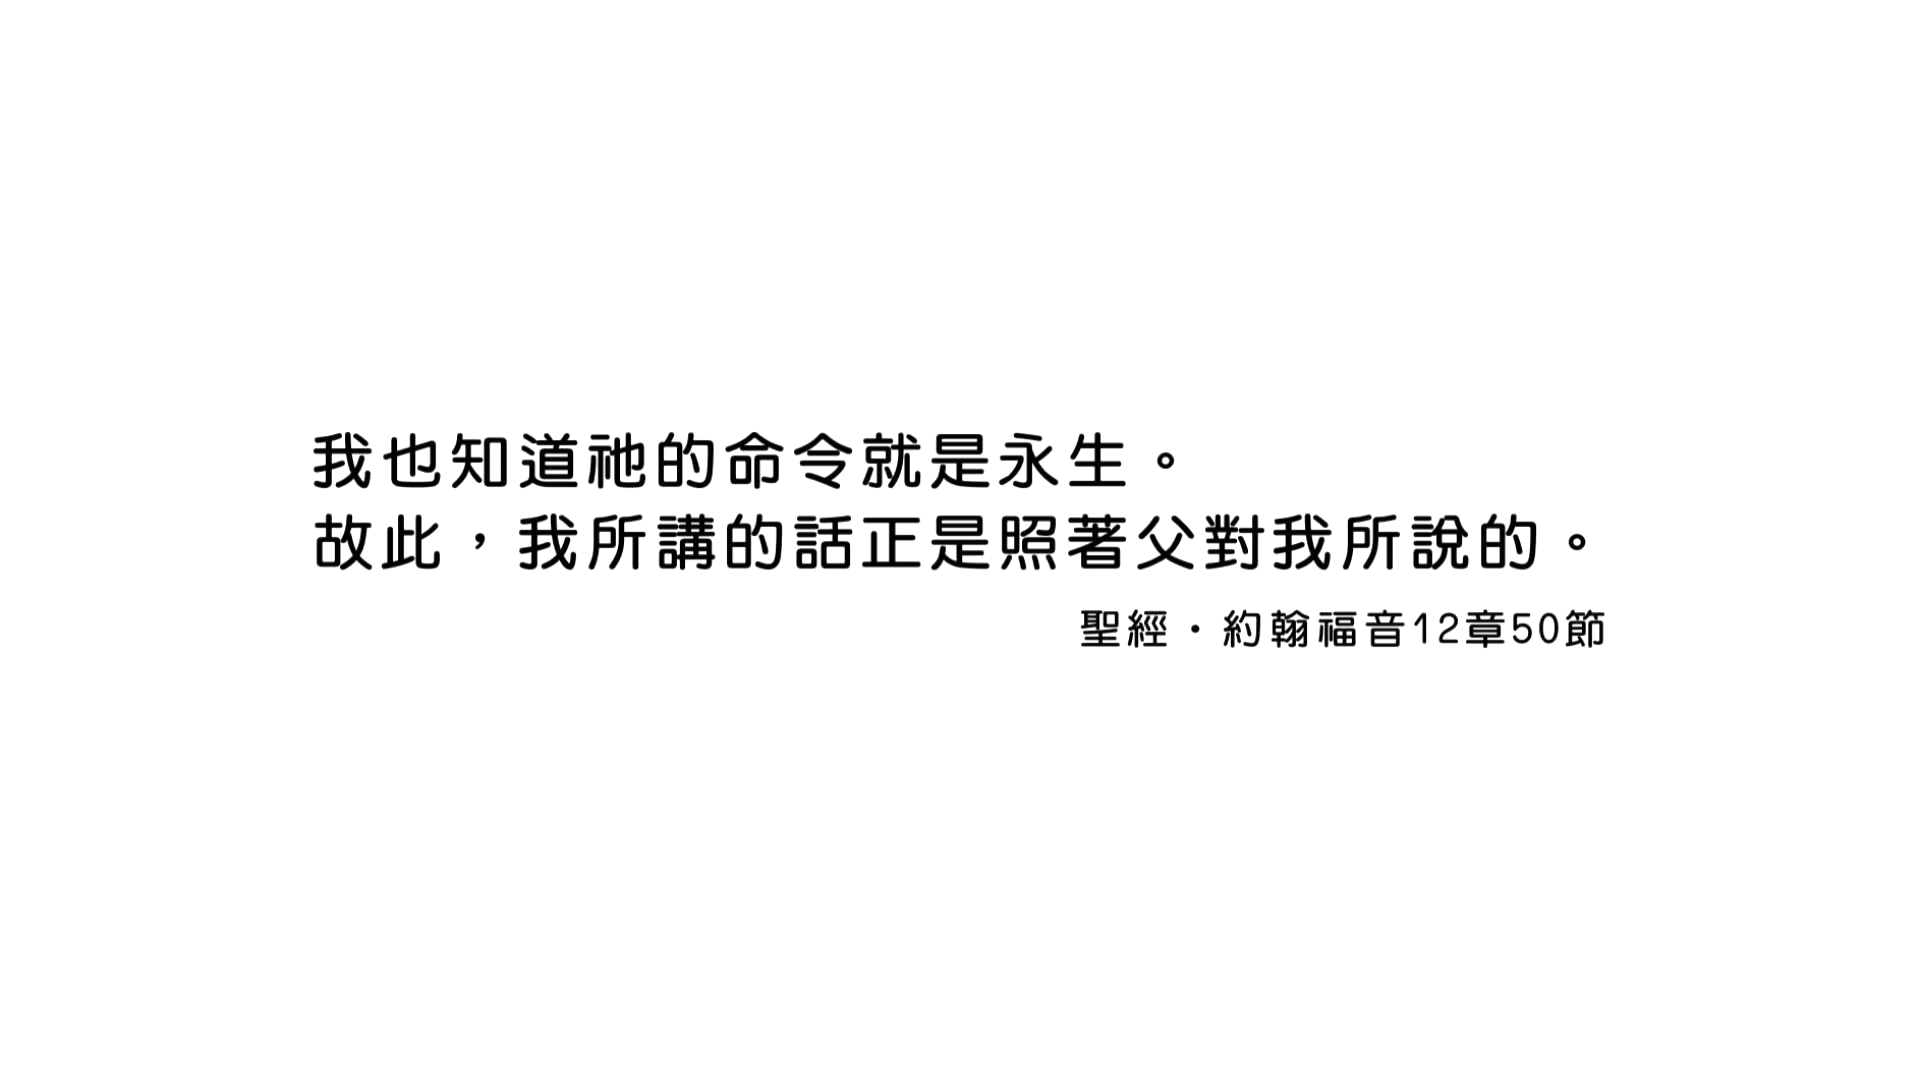 我也知道祂的命令就是永生。
故此，我所講的話正是照著父對我所說的。
聖經・約翰福音12章50節